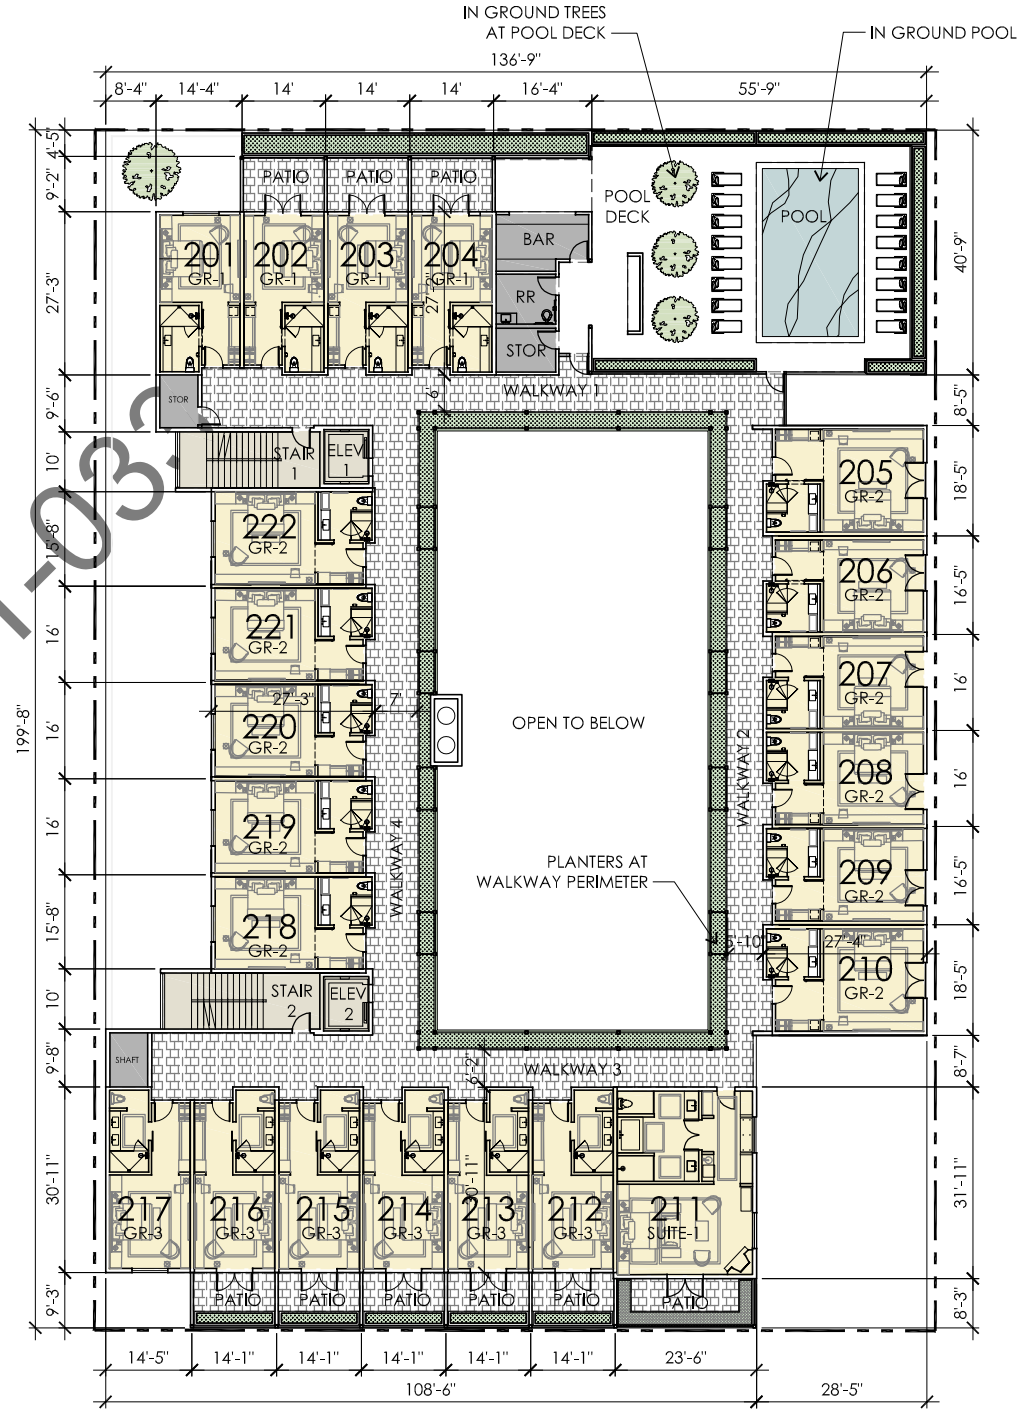 IN GROUND TREES
AT POOL DECK
IN GROUND POOL
136'-9"
8'-4"
14'-4"
14'
14'
14'
16'-4"
55'-9"
4'-5"
9'-2"
27'-3"
9'-6"
10'
15'-8"
16'
16'
16'
15'-8"
10'
9'-8"
30'-11"
9'-3"
199'-8"
PATIO
PATIO
PATIO
POOL
DECK
POOL
201
GR-1
202
GR-1
203
GR-1
204
GR-1
BAR
RR
STOR
STOR
WALKWAY 1
6'
STAIR
1
ELEV
1
222
GR-2
221
GR-2
27'-3"
7'
220
GR-2
219
GR-2
218
GR-2
WALKWAY 4
OPEN TO BELOW
PLANTERS AT
WALKWAY PERIMETER
WALKWAY 2
205
GR-2
206
GR-2
207
GR-2
208
GR-2
209
GR-2
27'-4"
210
GR-2
5'-10"
STAIR
2
ELEV
2
SHAFT
6'-2"
WALKWAY 3
217
GR-3
216
GR-3
215
GR-3
214
GR-3
213
GR-3
30'-11"
212
GR-3
211
SUITE-1
PATIO
PATIO
PATIO
PATIO
PATIO
PATIO
40'-9"
8'-5"
18'-5"
16'-5"
16'
16'
16'-5"
18'-5"
8'-7"
31'-11"
8'-3"
14'-5"
14'-1"
14'-1"
14'-1"
14'-1"
14'-1"
23'-6"
108'-6"
28'-5"